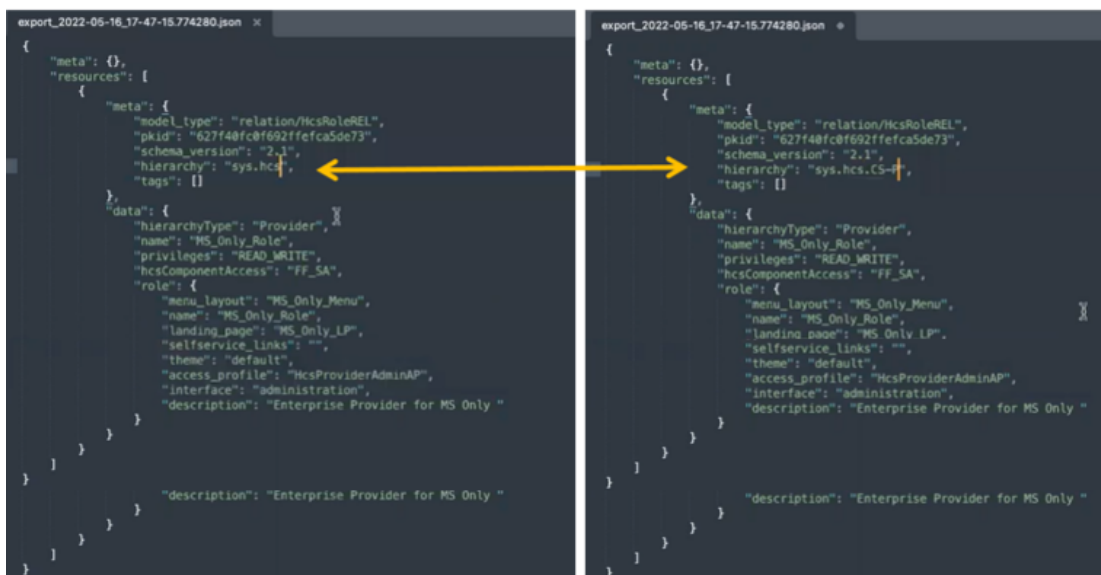 export_2022-05-16_17-47-15.774280.json ×
{
"meta": {},
"resources": [
{
"meta": {
"model_type": "relation/HcsRoleREL",
"pkid": "627f40fc0f692ffefca5de73",
"schema_version": "2.1",
"hierarchy": "sys.hcs",
"tags": []
},
"data": {
"hierarchyType": "Provider",
"name": "MS_Only_Role",
"privileges": "READ_WRITE",
"hcsComponentAccess": "FF_SA",
"role": {
"menu_layout": "MS_Only_Menu",
"name": "MS_Only_Role",
"landing_page": "MS_Only_LP",
"selfservice_links": "",
"theme": "default",
"access_profile": "HcsProviderAdminAP",
"interface": "administration",
"description": "Enterprise Provider for MS Only "
}
}
}
]
}
"description": "Enterprise Provider for MS Only "
}
}
}
]
}
export_2022-05-16_17-47-15.774280.json
{
"meta": {},
"resources": [
{
"meta": {
"model_type": "relation/HcsRoleREL",
"pkid": "627f40fc0f692ffefca5de73",
"schema_version": "2.1",
"hierarchy": "sys.hcs.CS-P",
"tags": []
},
"data": {
"hierarchyType": "Provider",
"name": "MS_Only_Role",
"privileges": "READ_WRITE",
"hcsComponentAccess": "FF_SA",
"role": {
"menu_layout": "MS_Only_Menu",
"name": "MS_Only_Role",
"landing_page": "MS_Only_LP",
"selfservice_links": "",
"theme": "default",
"access_profile": "HcsProviderAdminAP",
"interface": "administration",
"description": "Enterprise Provider for MS Only "
}
}
}
]
}
"description": "Enterprise Provider for MS Only "
}
}
}
]
}